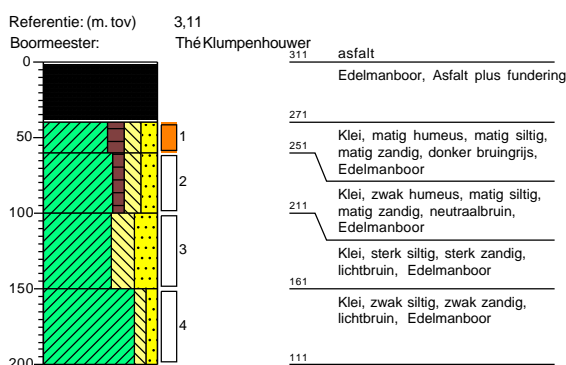 Referentie: (m. tov) 3,11
Boormeester: Thé Klumpenhouwer
0
311 asfalt
Edelmanboor, Asfalt plus fundering
271
50
1
Klei, matig humeus, matig siltig,
251
matig zandig, donker bruingrijs,
Edelmanboor
2
Klei, zwak humeus, matig siltig,
100
211
matig zandig, neutraalbruin,
Edelmanboor
3
Klei, sterk siltig, sterk zandig,
lichtbruin, Edelmanboor
150
161
Klei, zwak siltig, zwak zandig,
4
lichtbruin, Edelmanboor
200
111